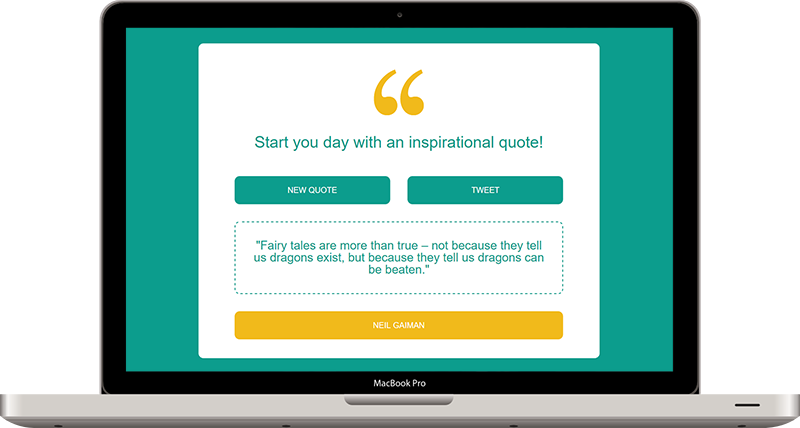 Start you day with an inspirational quote!
NEW QUOTE
TWEET
"Fairy tales are more than true – not because they tell
us dragons exist, but because they tell us dragons can
be beaten."
NEIL GAIMAN
MacBook Pro